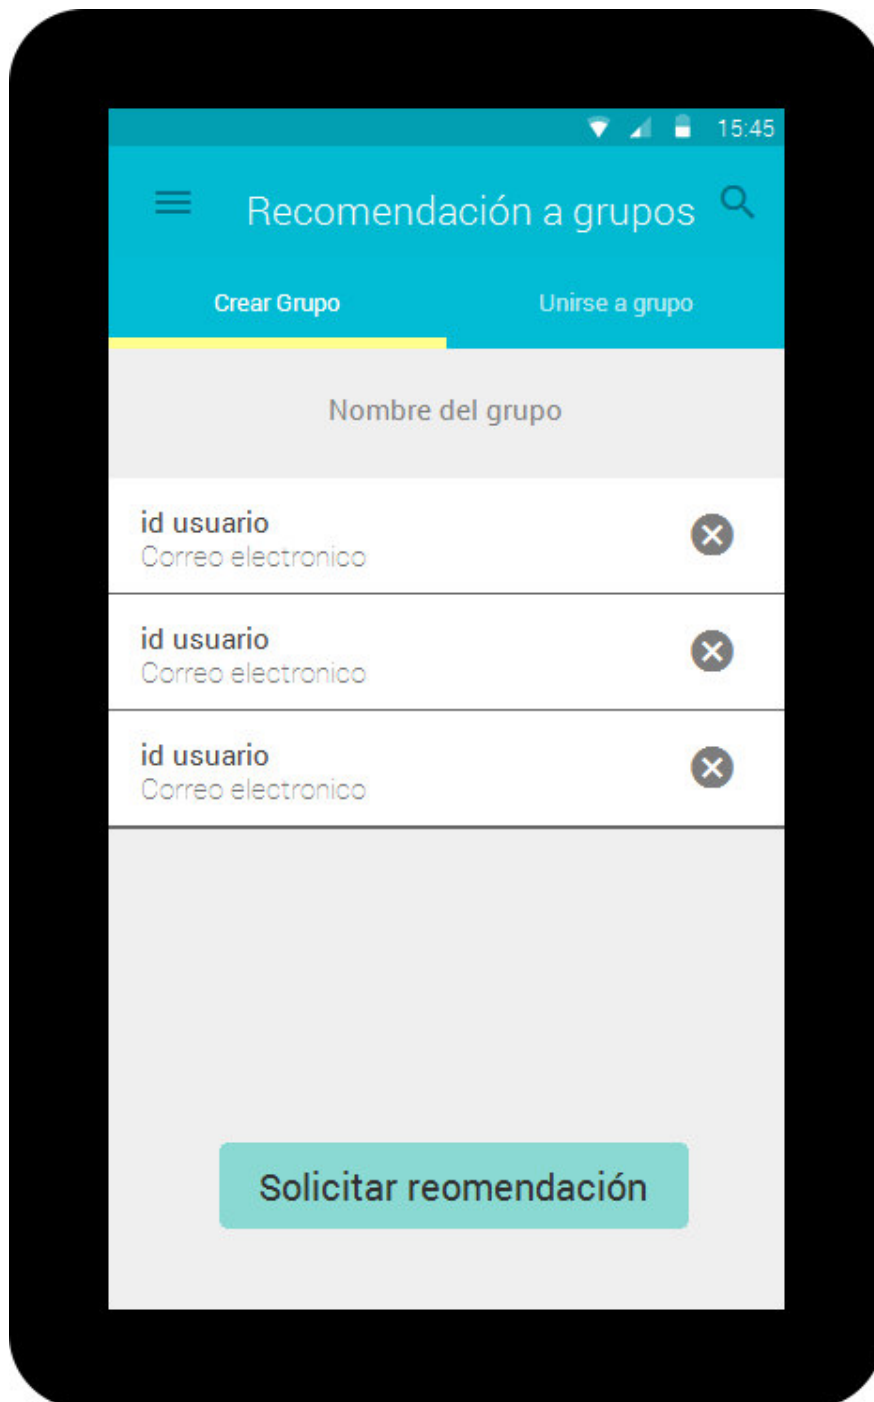 15:45
Recomendación a grupos
Crear Grupo
Unirse a grupo
Nombre del grupo
id usuario
Correo electronico
id usuario
Correo electronico
id usuario
Correo electronico
Solicitar reomendación